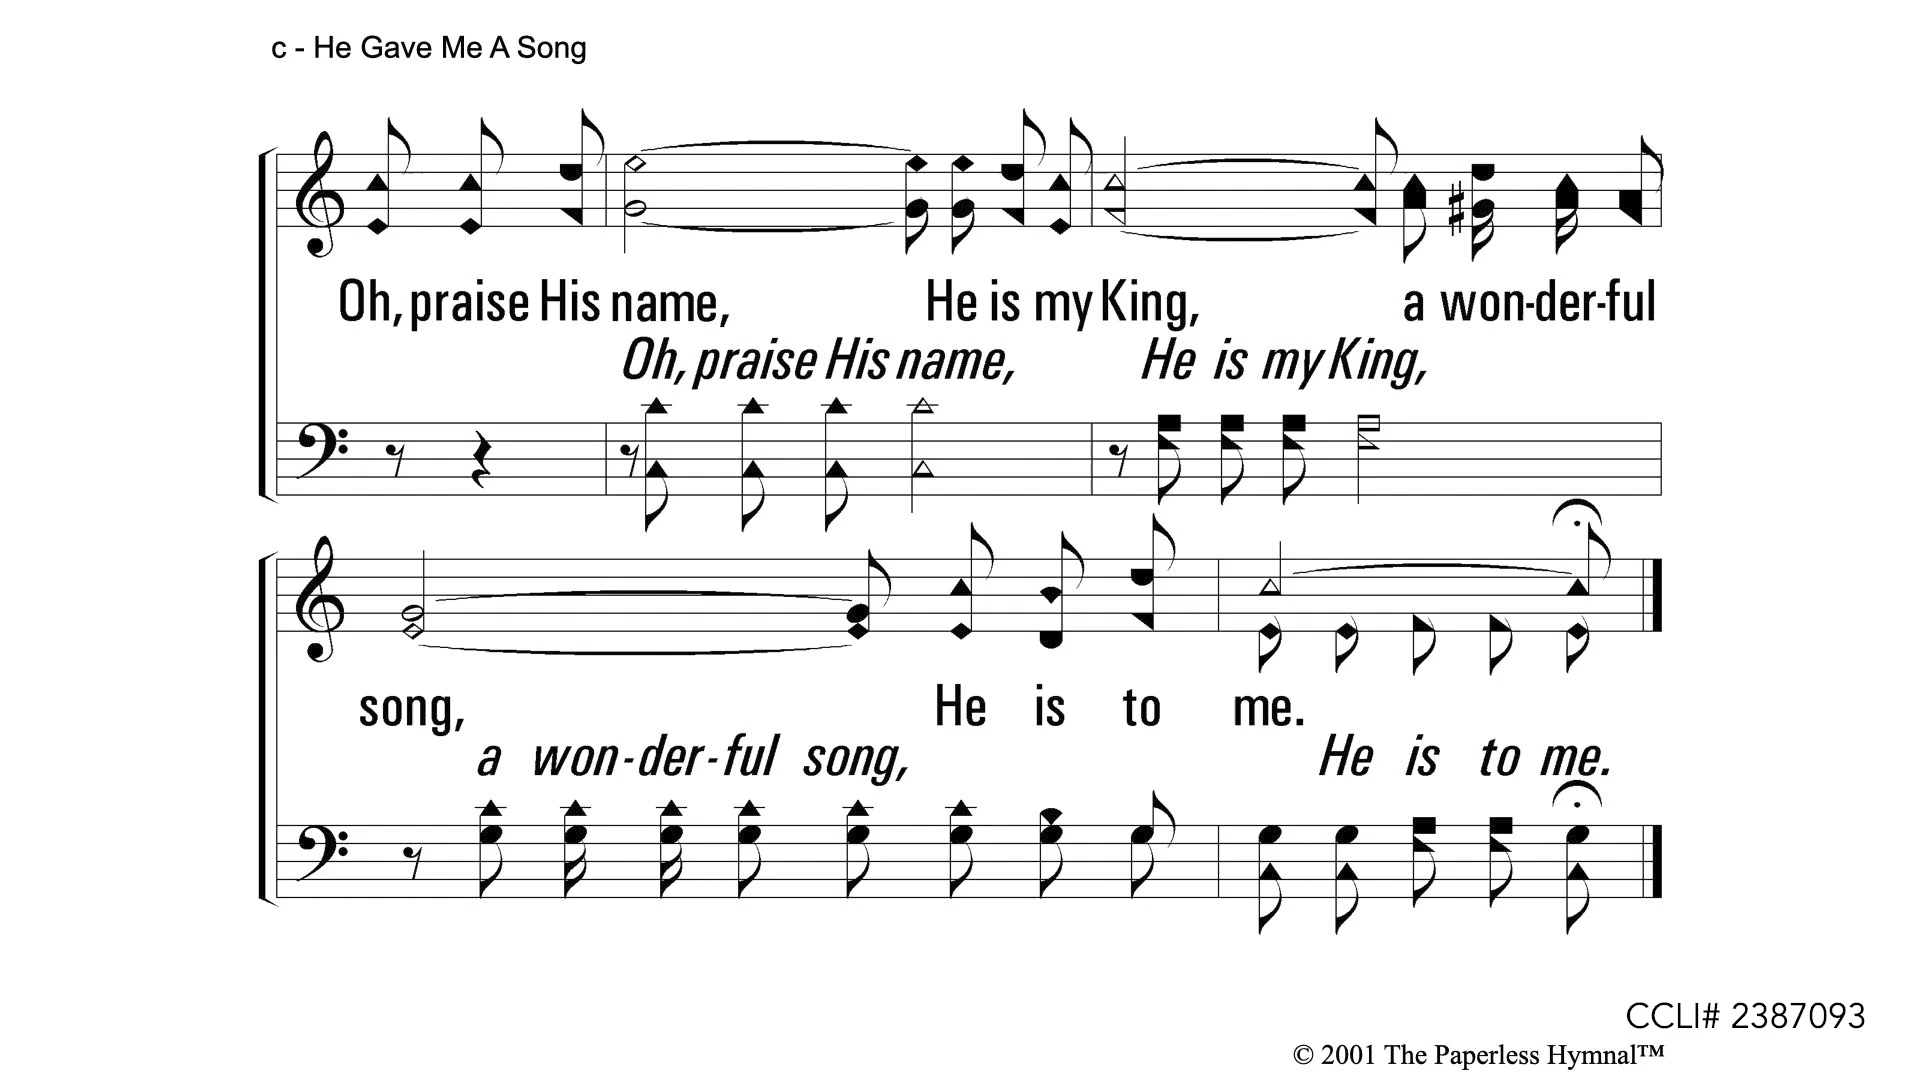 c - He Gave Me A Song
Oh, praise His name, He is my King, a won-der-ful
Oh, praise His name, He is my King,
song, He is to me.
a won-der-ful song, He is to me.
CCLI# 2387093
© 2001 The Paperless Hymnal™